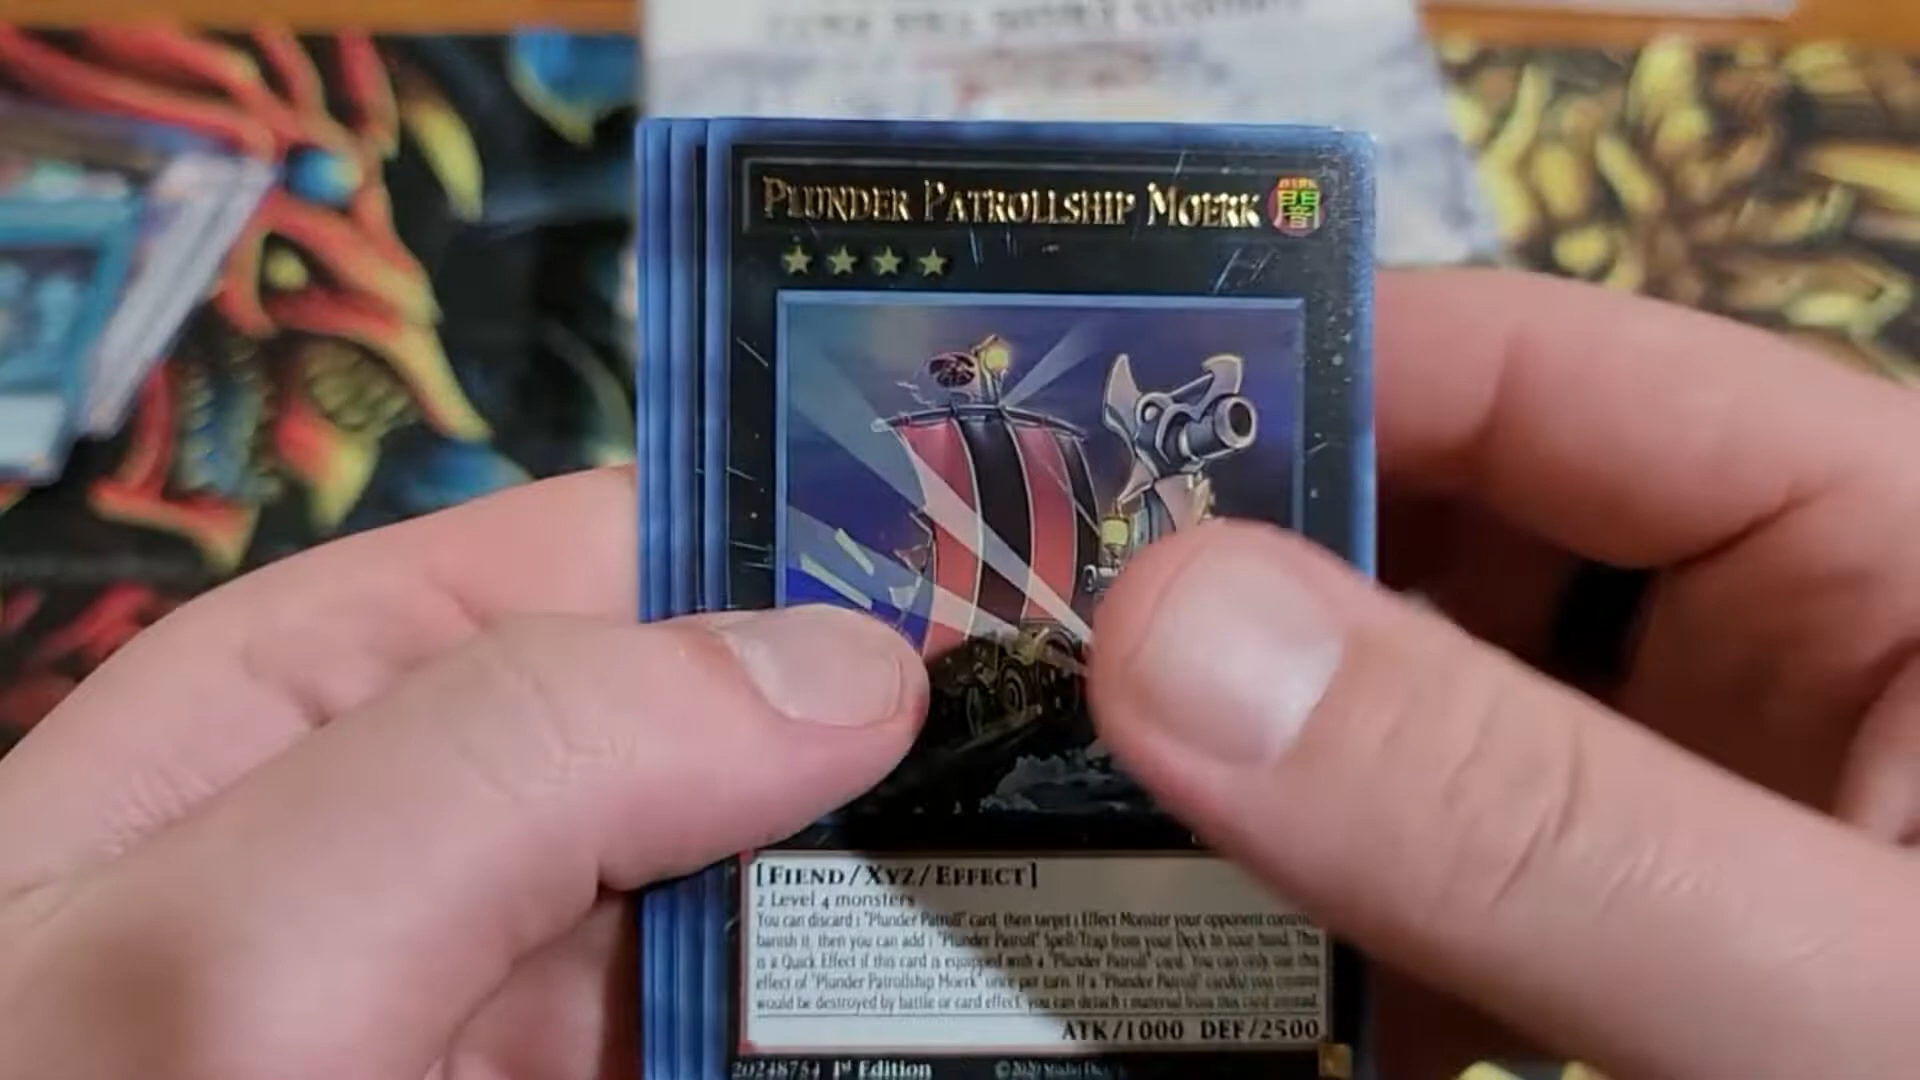 PLUNDER PATROLLSHIP MOERK 闇
[FIEND/XYZ/EFFECT]
2 Level 4 monsters
You can discard 1 "Plunder Patroll" card, then target 1 Effect Monster your opponent controls;
banish it, then you can add 1 "Plunder Patroll" Spell/Trap from your Deck to your hand. This
is a Quick Effect if this card is equipped with a "Plunder Patroll" card. You can only use this
effect of "Plunder Patrollship Moerk" once per turn. If a "Plunder Patroll" card(s) you control
would be destroyed by battle or card effect, you can detach 1 material from this card instead.
ATK/1000 DEF/2500
20248754 1st Edition ©2020 Studio Dice